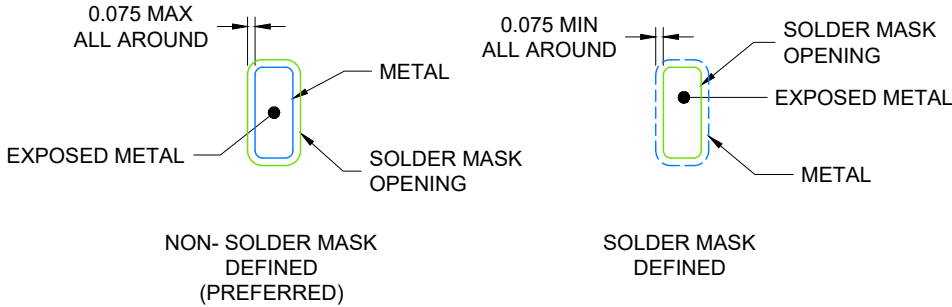 0.075 MAX
ALL AROUND
METAL
EXPOSED METAL
SOLDER MASK
OPENING
NON- SOLDER MASK
DEFINED
(PREFERRED)
0.075 MIN
ALL AROUND
SOLDER MASK
OPENING
EXPOSED METAL
METAL
SOLDER MASK
DEFINED